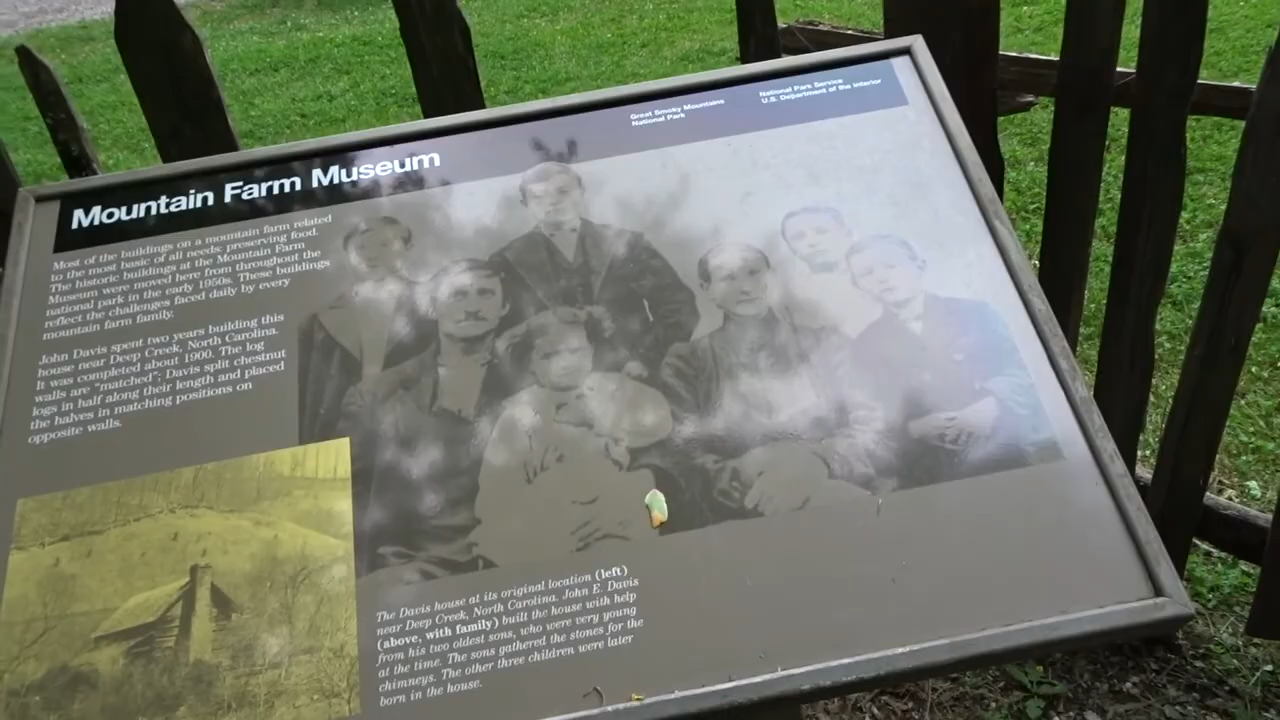 Great Smoky Mountains
National Park
National Park Service
U.S. Department of the Interior
Mountain Farm Museum
Most of the buildings on a mountain farm related
to the most basic of all needs: preserving food.
The historic buildings at the Mountain Farm
Museum were moved here from throughout the
national park in the early 1950s. These buildings
reflect the challenges faced daily by every
mountain farm family.
John Davis spent two years building this
house near Deep Creek, North Carolina.
It was completed about 1900. The log
walls are "matched"; Davis split chestnut
logs in half along their length and placed
the halves in matching positions on
opposite walls.
The Davis house at its original location (left)
near Deep Creek, North Carolina. John E. Davis
(above, with family) built the house with help
from his two oldest sons, who were very young
at the time. The sons gathered the stones for the
chimneys. The other three children were later
born in the house.